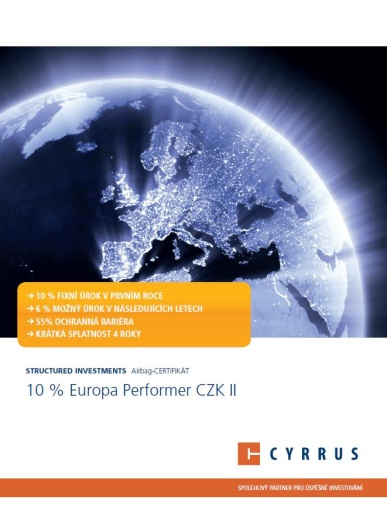 → 10 % FIXNÍ ÚROK V PRVNÍM ROCE
→ 6 % MOŽNÝ ÚROK V NÁSLEDUJÍCÍCH LETECH
→ 55% OCHRANNÁ BARIÉRA
→ KRÁTKÁ SPLATNOST 4 ROKY
STRUCTURED INVESTMENTS Airbag-CERTIFIKÁT
10 % Europa Performer CZK II
CYRRUS
SPOLEHLIVÝ PARTNER PRO ÚSPĚŠNÉ INVESTOVÁNÍ